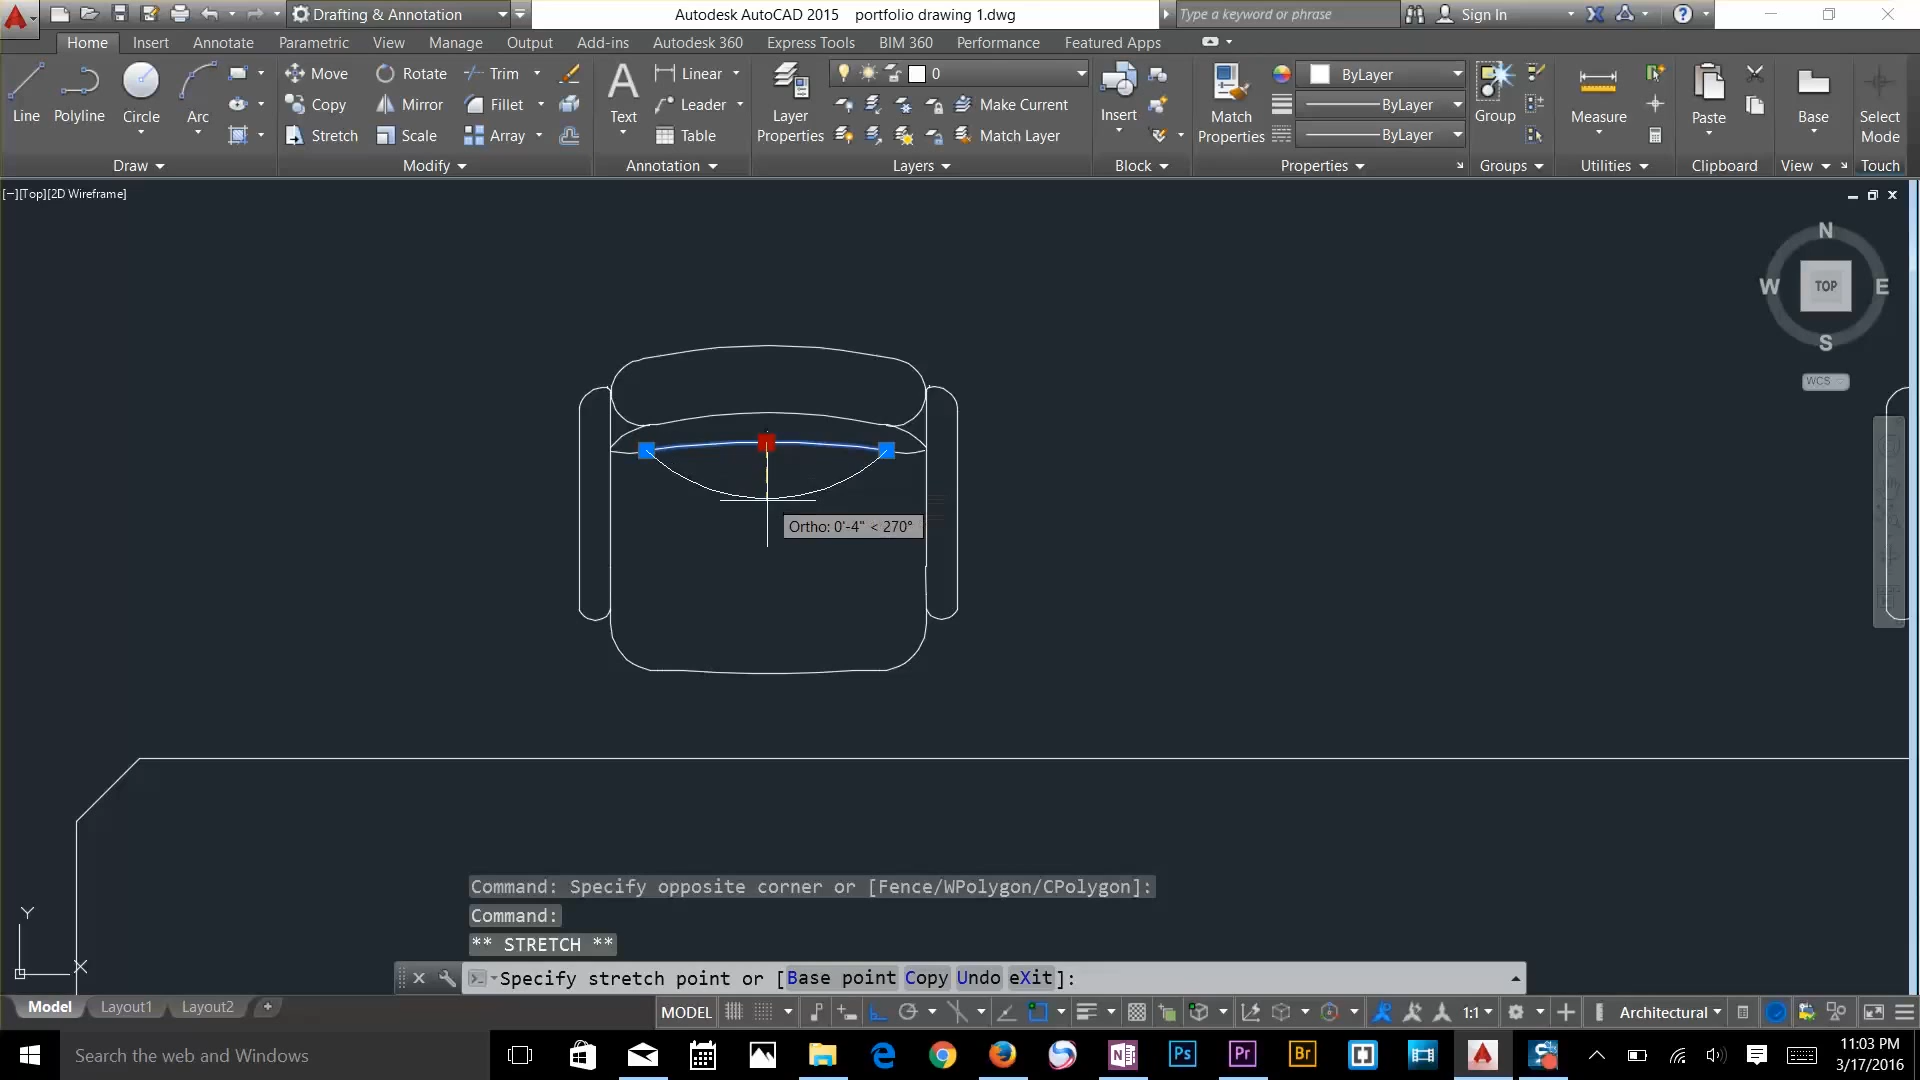 Drafting & Annotation
Autodesk AutoCAD 2015 portfolio drawing 1.dwg
Type a keyword or phrase
Sign In
Home Insert Annotate Parametric View Manage Output Add-ins Autodesk 360 Express Tools BIM 360 Performance Featured Apps
Line
Polyline
Circle
Arc
Draw
Move Rotate Trim
Copy Mirror Fillet
Stretch Scale Array
Modify
Text
Linear
Leader
Table
Annotation
Layer
Properties
0
Make Current
Match Layer
Layers
Insert
Block
Match
Properties
ByLayer
ByLayer
ByLayer
Properties
Group
Groups
Measure
Utilities
Paste
Clipboard
Base
View
Select
Mode
Touch
[−][Top][2D Wireframe]
N
W TOP E
S
WCS
Ortho: 0'-4" < 270°
Y
X
Command: Specify opposite corner or [Fence/WPolygon/CPolygon]:
Command:
** STRETCH **
Specify stretch point or [Base point Copy Undo eXit]:
Model Layout1 Layout2 +
MODEL 1:1 Architectural
Search the web and Windows
Ps
Pr
Br
11:03 PM
3/17/2016